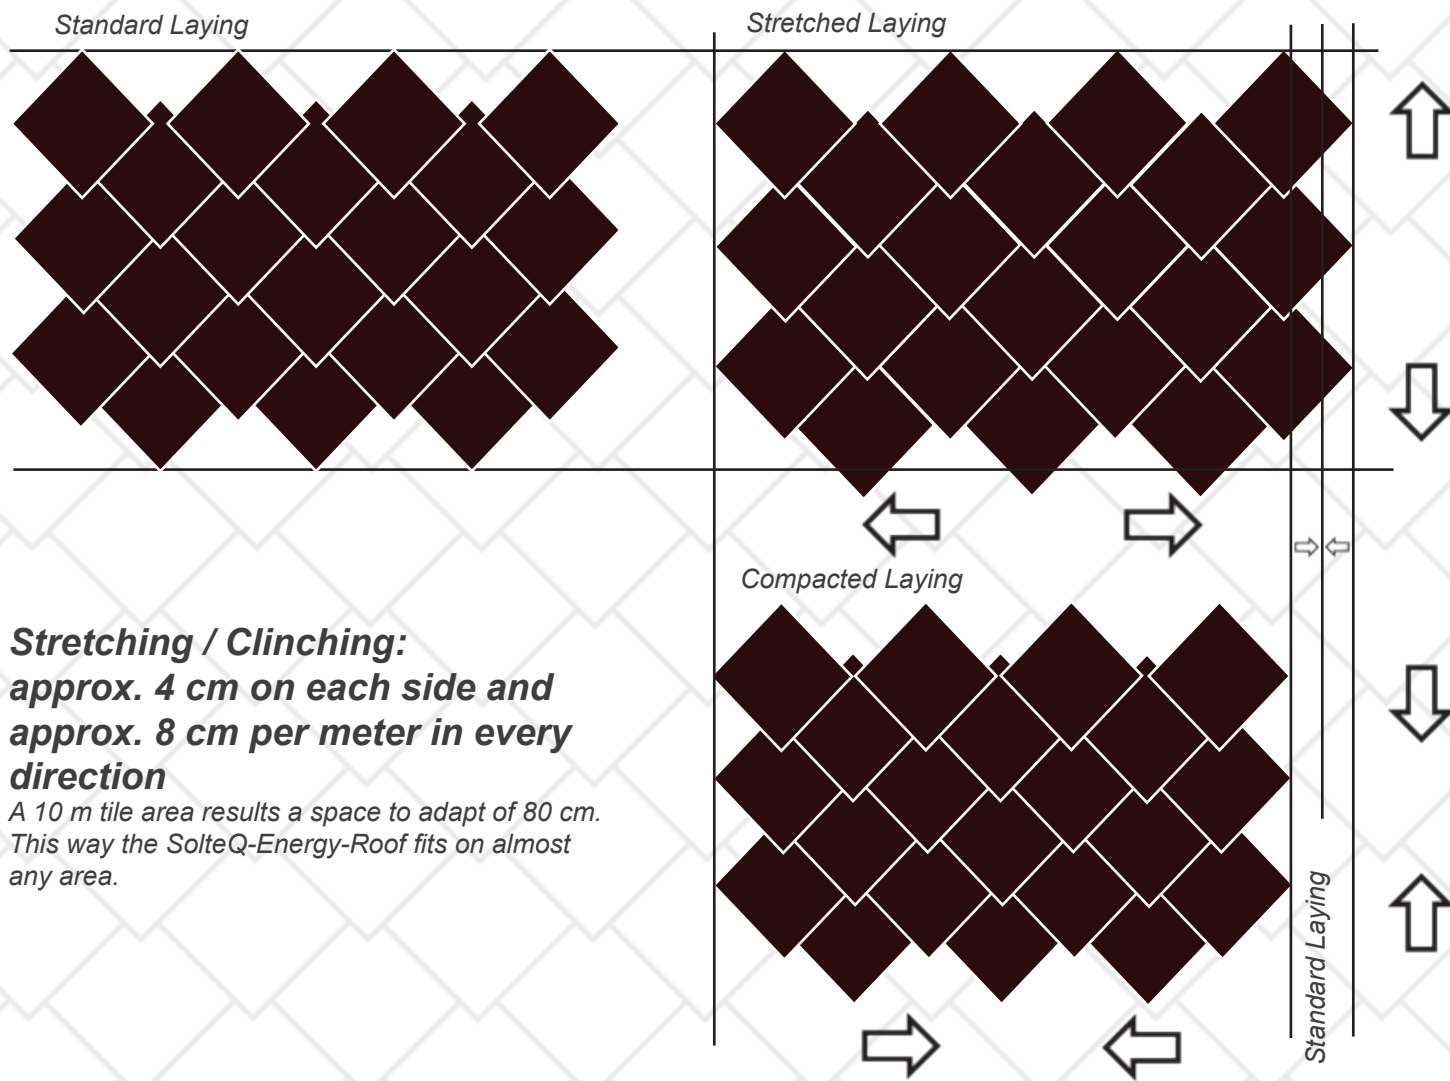 Standard Laying
Stretched Laying
Compacted Laying
Stretching / Clinching:
approx. 4 cm on each side and
approx. 8 cm per meter in every
direction
A 10 m tile area results a space to adapt of 80 cm.
This way the SolteQ-Energy-Roof fits on almost
any area.
Standard Laying